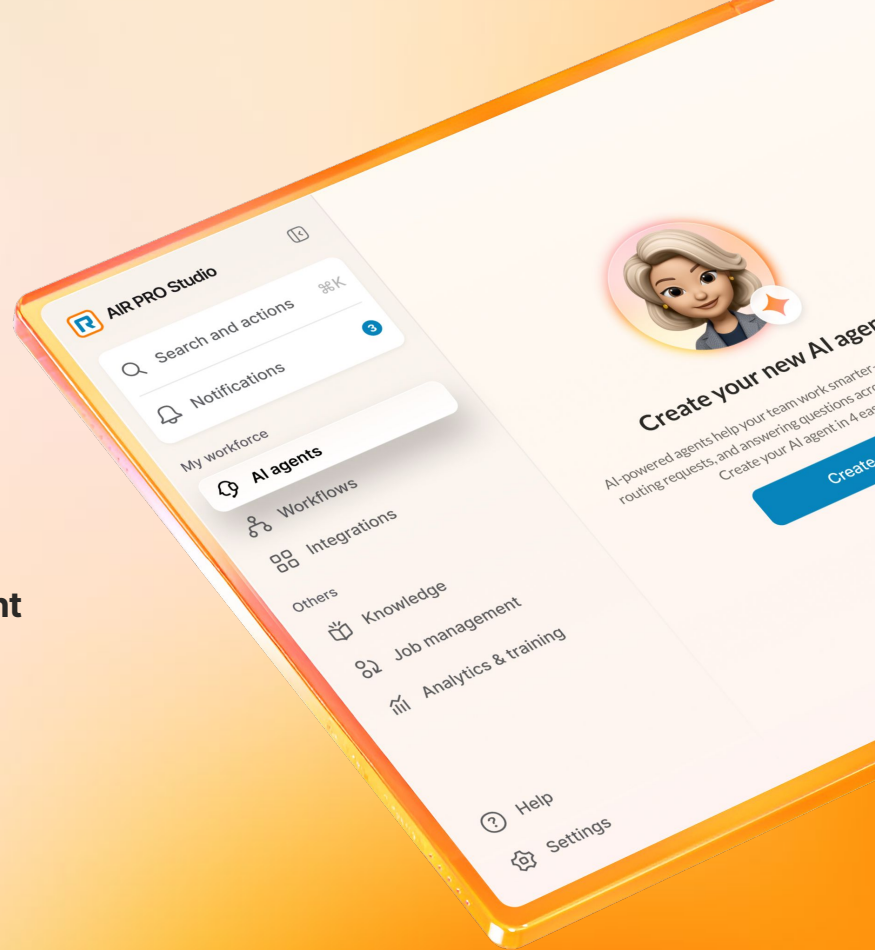 AIR PRO Studio
Search and actions ⌘K
Notifications 3
My workforce
AI agents
Workflows
Integrations
Others
Knowledge
Job management
Analytics & training
Help
Settings
Create your new AI agen
AI-powered agents help your team work smarter-
routing requests, and answering questions acr
Create your AI agent in 4 eas
Create
nt